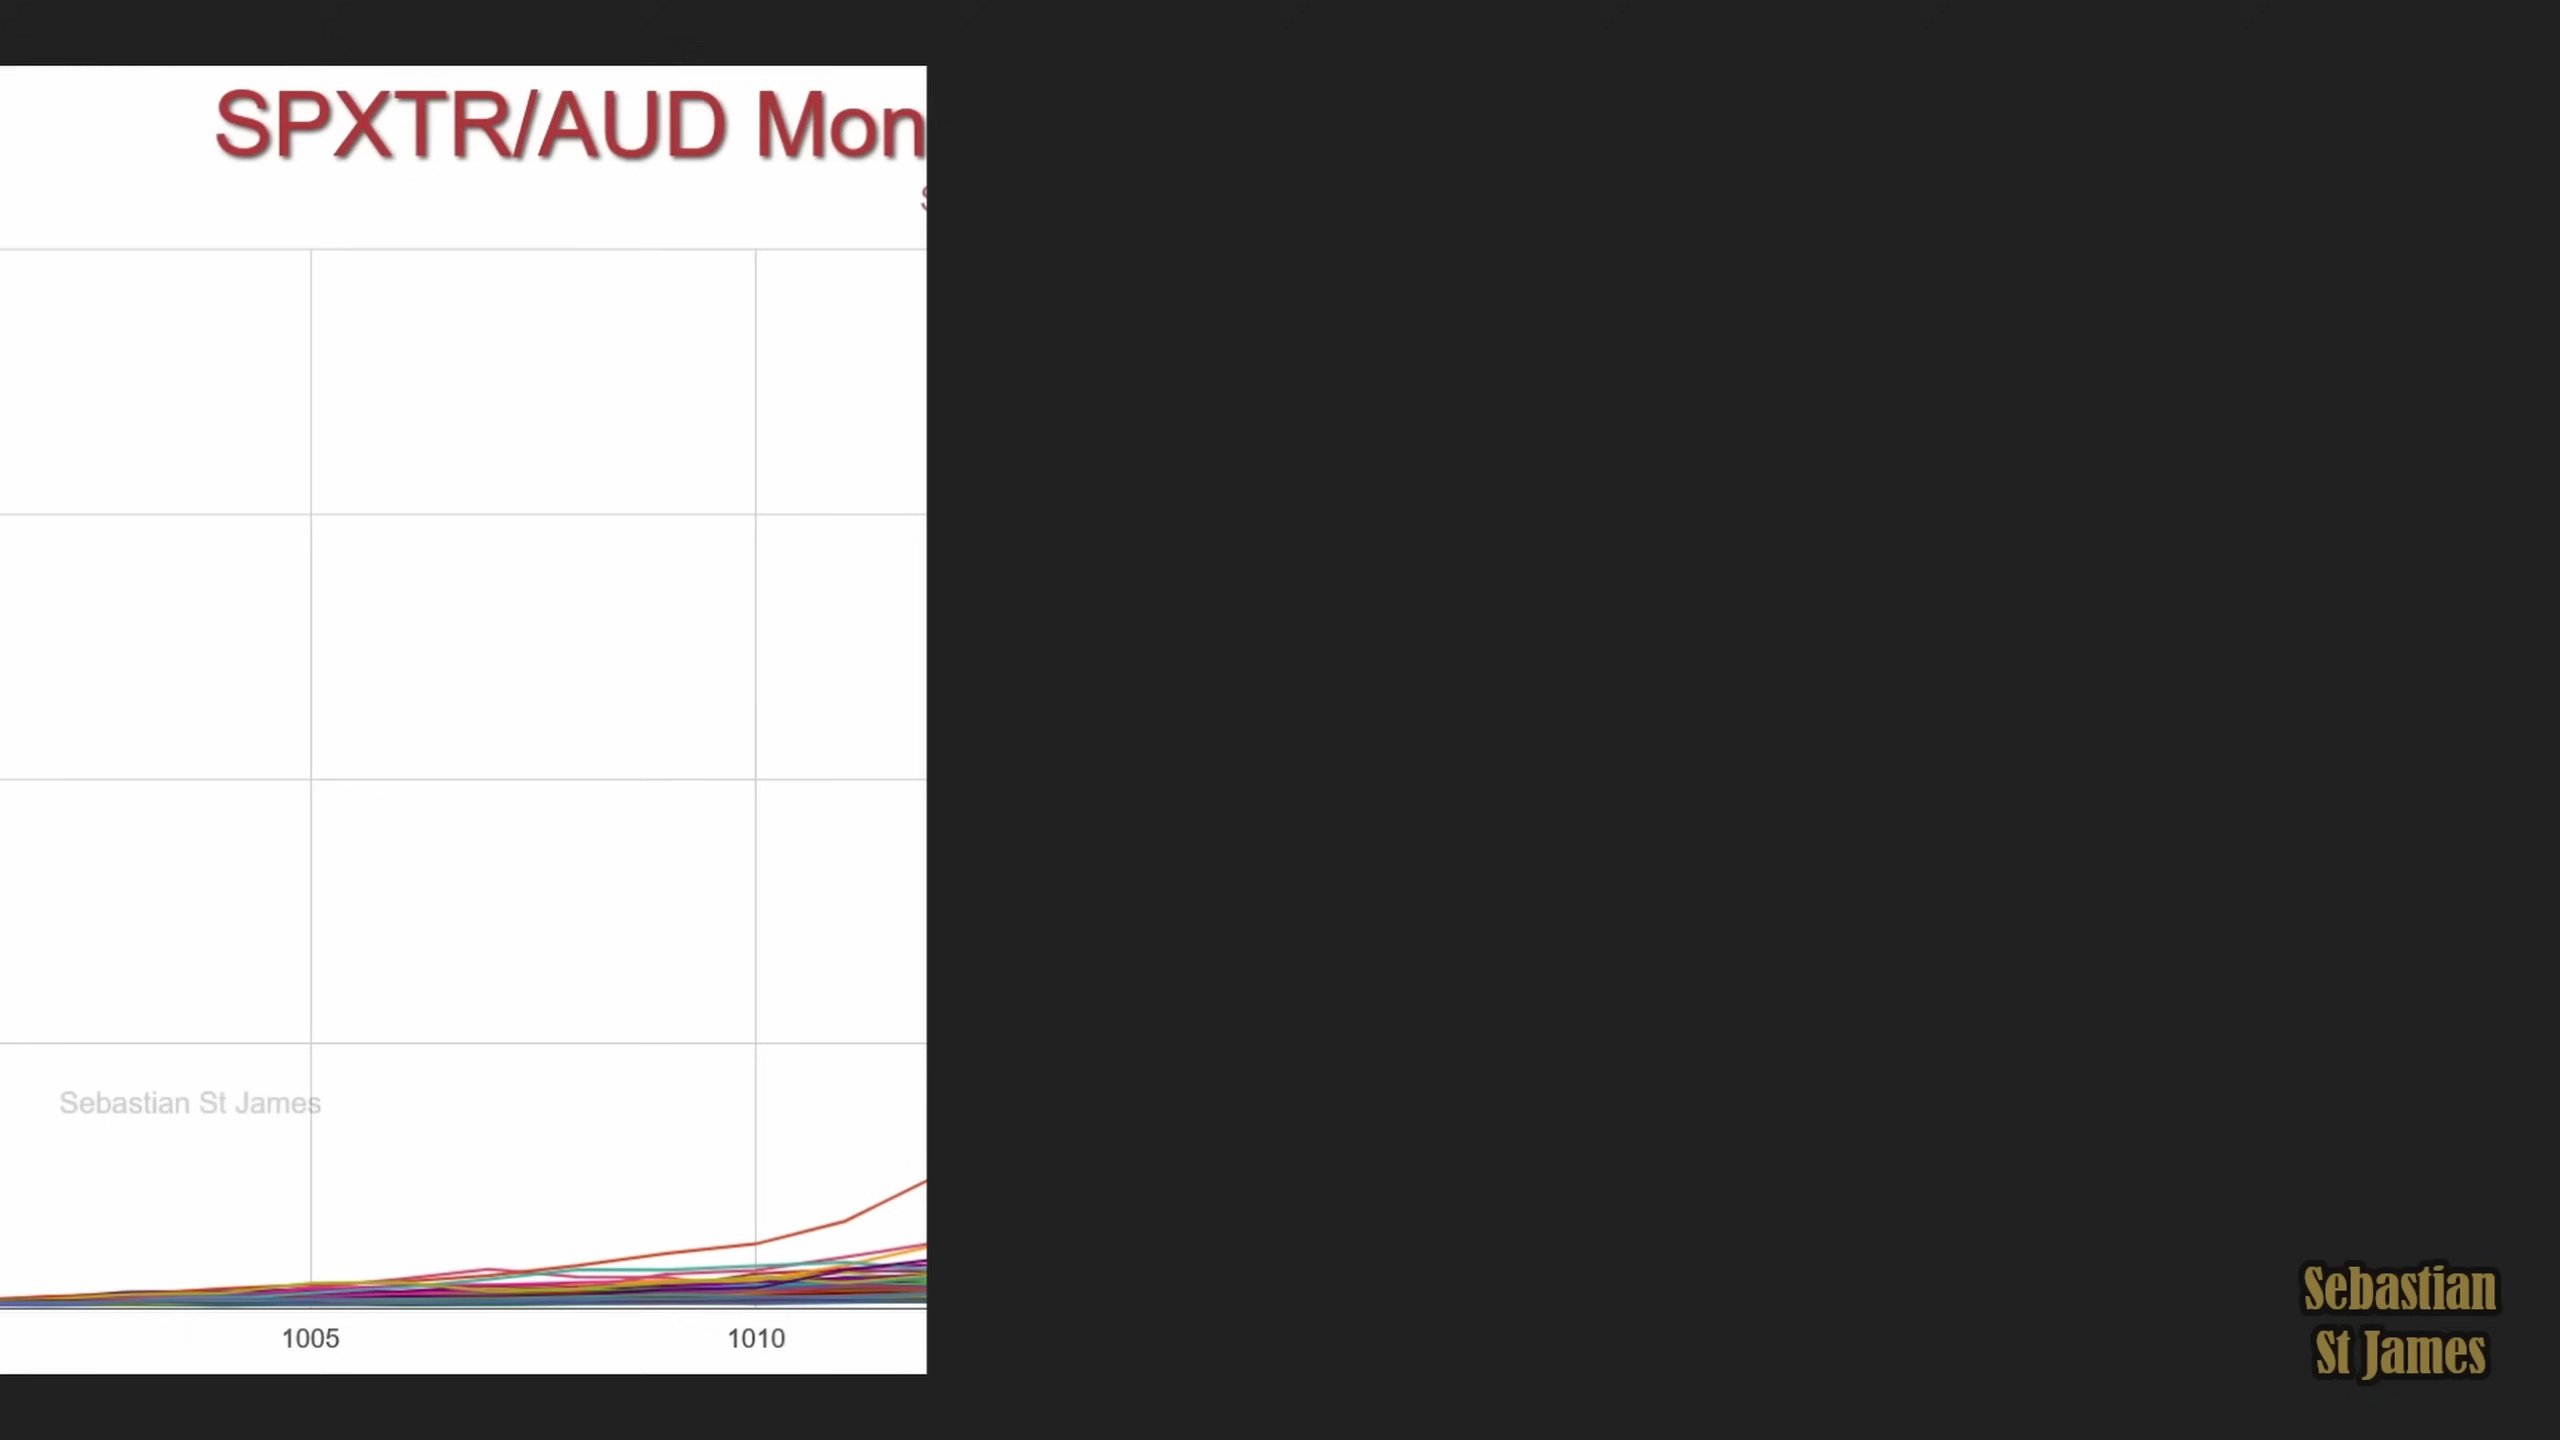 SPXTR/AUD Mon
Sebastian St James
1005 1010
Sebastian
St James